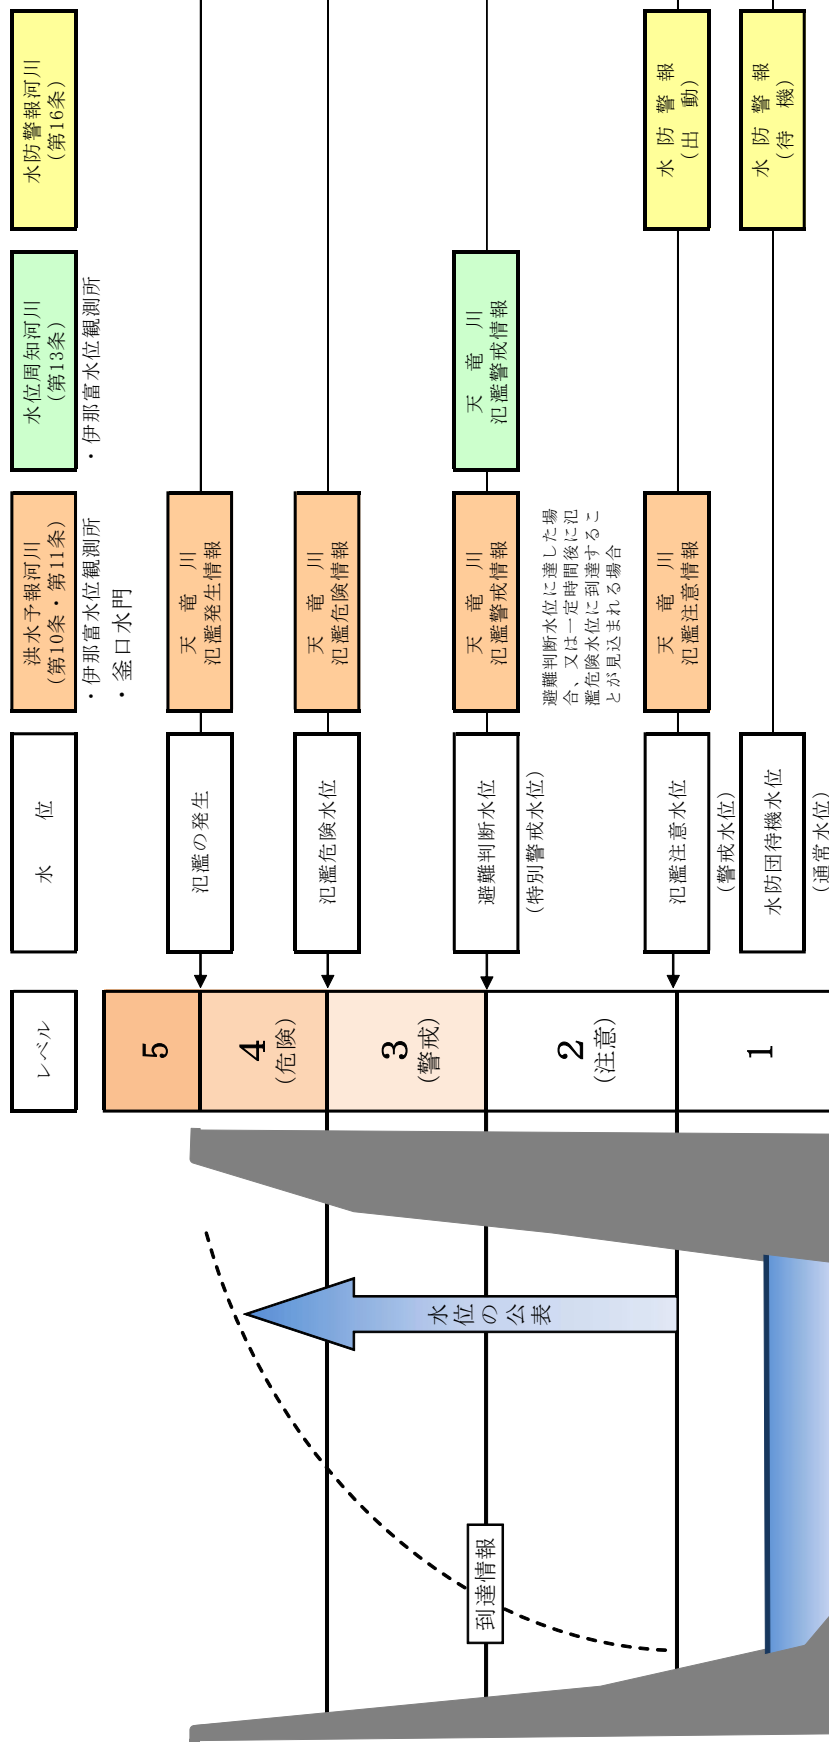 レベル
水　位
洪水予報河川
(第10条・第11条)
水位周知河川
(第13条)
水防警報河川
(第16条)
・伊那富水位観測所
・釜口水門
・伊那富水位観測所
5
氾濫の発生
天　竜　川
氾濫発生情報
4
(危険)
氾濫危険水位
天　竜　川
氾濫危険情報
3
(警戒)
避難判断水位
(特別警戒水位)
天　竜　川
氾濫警戒情報
天　竜　川
氾濫警戒情報
避難判断水位に達した場
合、又は一定時間後に氾
濫危険水位に到達するこ
とが見込まれる場合
2
(注意)
氾濫注意水位
(警戒水位)
天　竜　川
氾濫注意情報
水 防 警 報
(出　動)
1
水防団待機水位
(通常水位)
水 防 警 報
(待　機)
水位の公表
到達情報